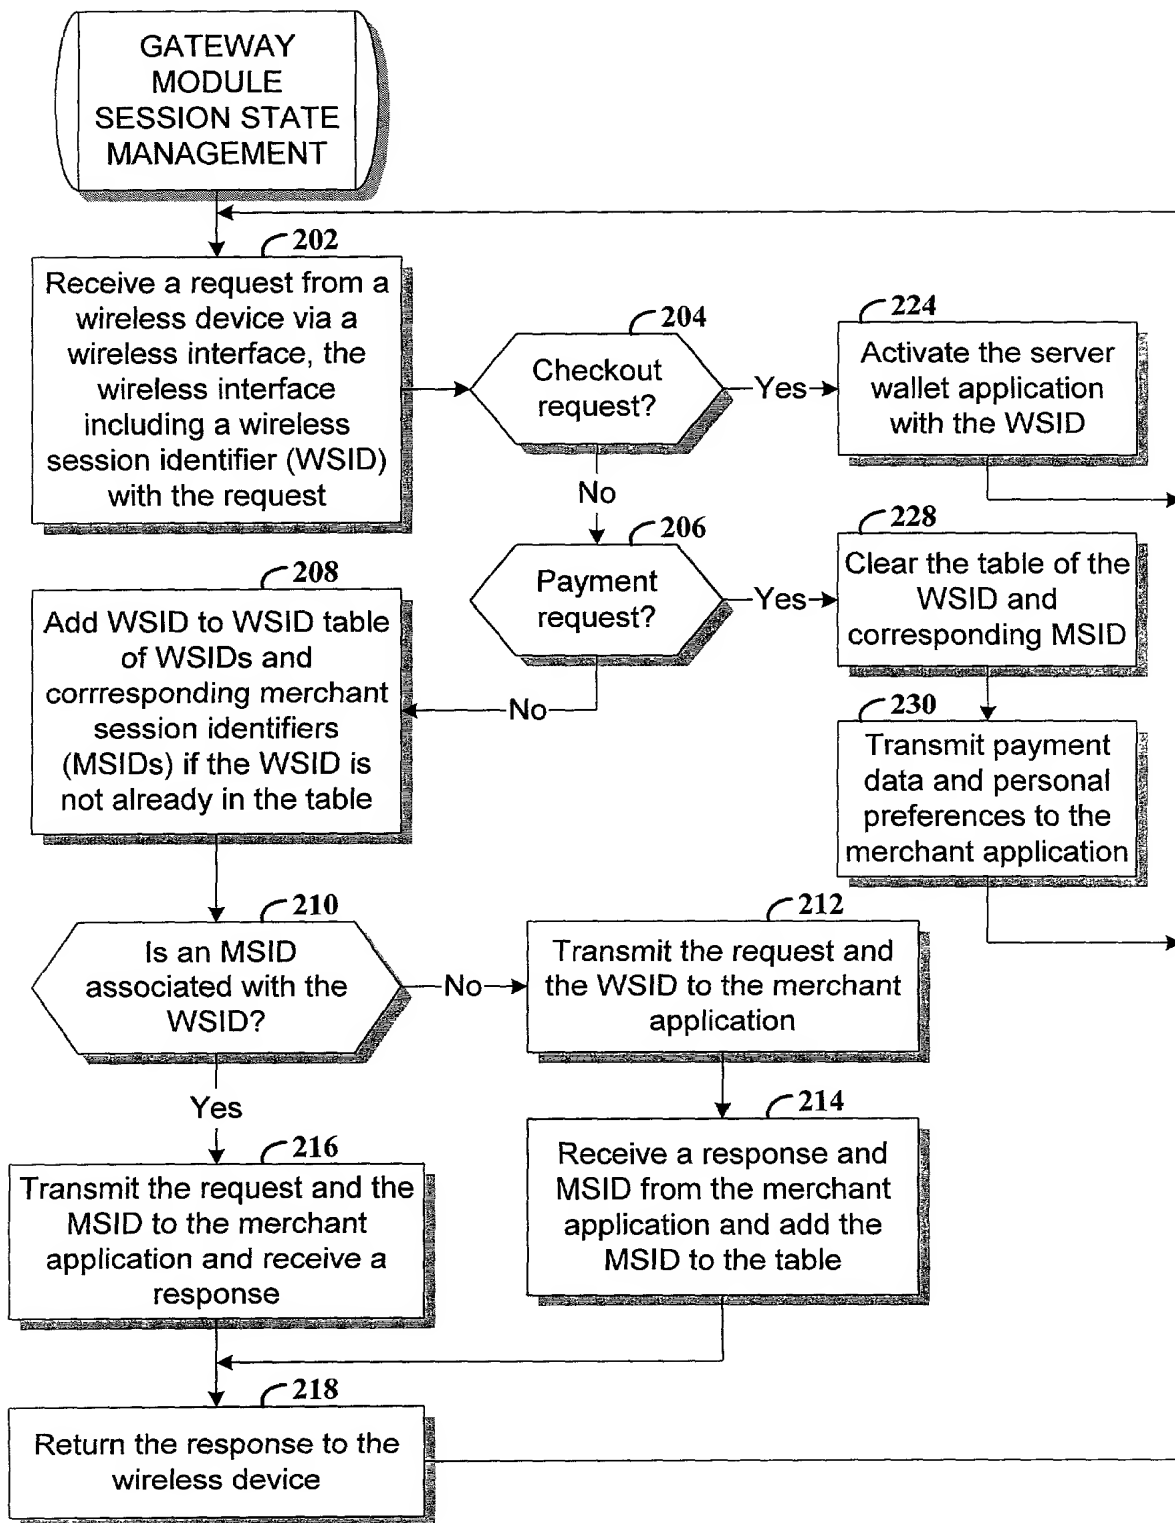 GATEWAY
MODULE
SESSION STATE
MANAGEMENT
202
Receive a request from a
wireless device via a
wireless interface, the
wireless interface
including a wireless
session identifier (WSID)
with the request
204
Checkout
request?
Yes
224
Activate the server
wallet application
with the WSID
No
206
Payment
request?
Yes
228
Clear the table of the
WSID and
corresponding MSID
230
Transmit payment
data and personal
preferences to the
merchant application
No
208
Add WSID to WSID table
of WSIDs and
corrresponding merchant
session identifiers
(MSIDs) if the WSID is
not already in the table
210
Is an MSID
associated with the
WSID?
No
212
Transmit the request and
the WSID to the merchant
application
214
Receive a response and
MSID from the merchant
application and add the
MSID to the table
Yes
216
Transmit the request and the
MSID to the merchant
application and receive a
response
218
Return the response to the
wireless device